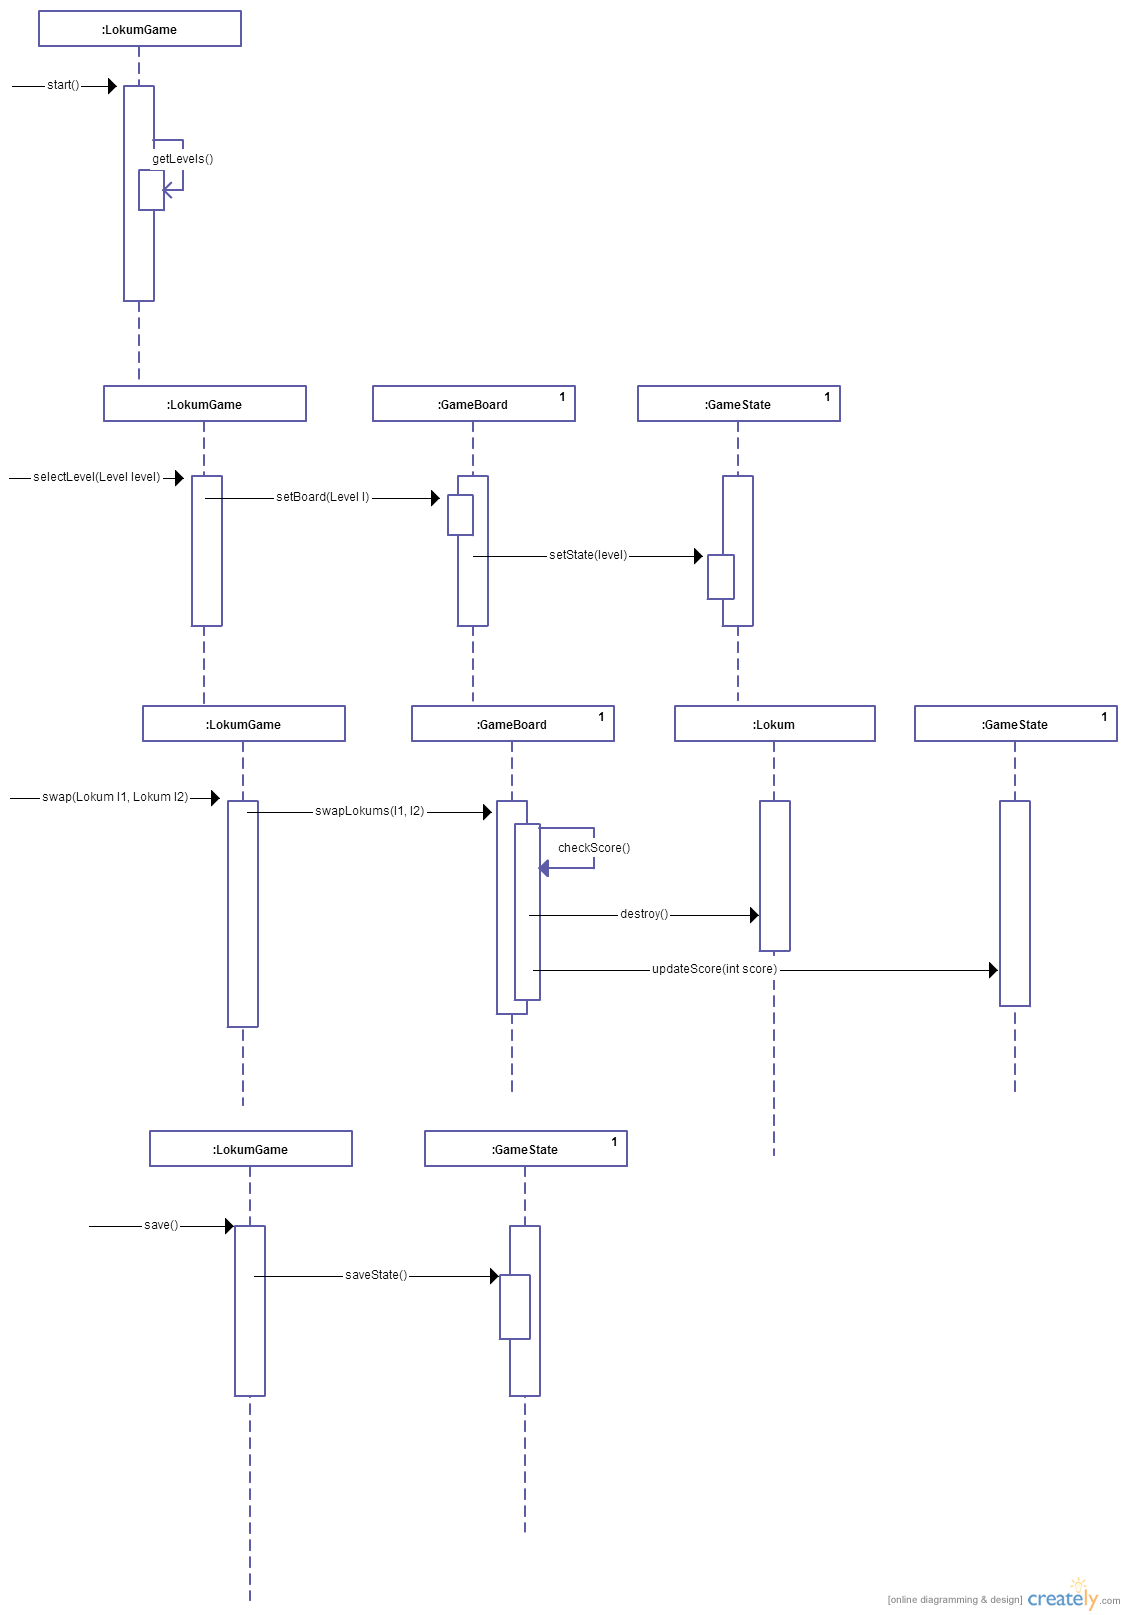 :LokumGame
start()
getLevels()
:LokumGame
:GameBoard 1
:GameState 1
selectLevel(Level level)
setBoard(Level l)
setState(level)
:LokumGame
:GameBoard 1
:Lokum
:GameState 1
swap(Lokum l1, Lokum l2)
swapLokums(l1, l2)
checkScore()
destroy()
updateScore(int score)
:LokumGame
:GameState 1
save()
saveState()
[online diagramming & design] creately.com